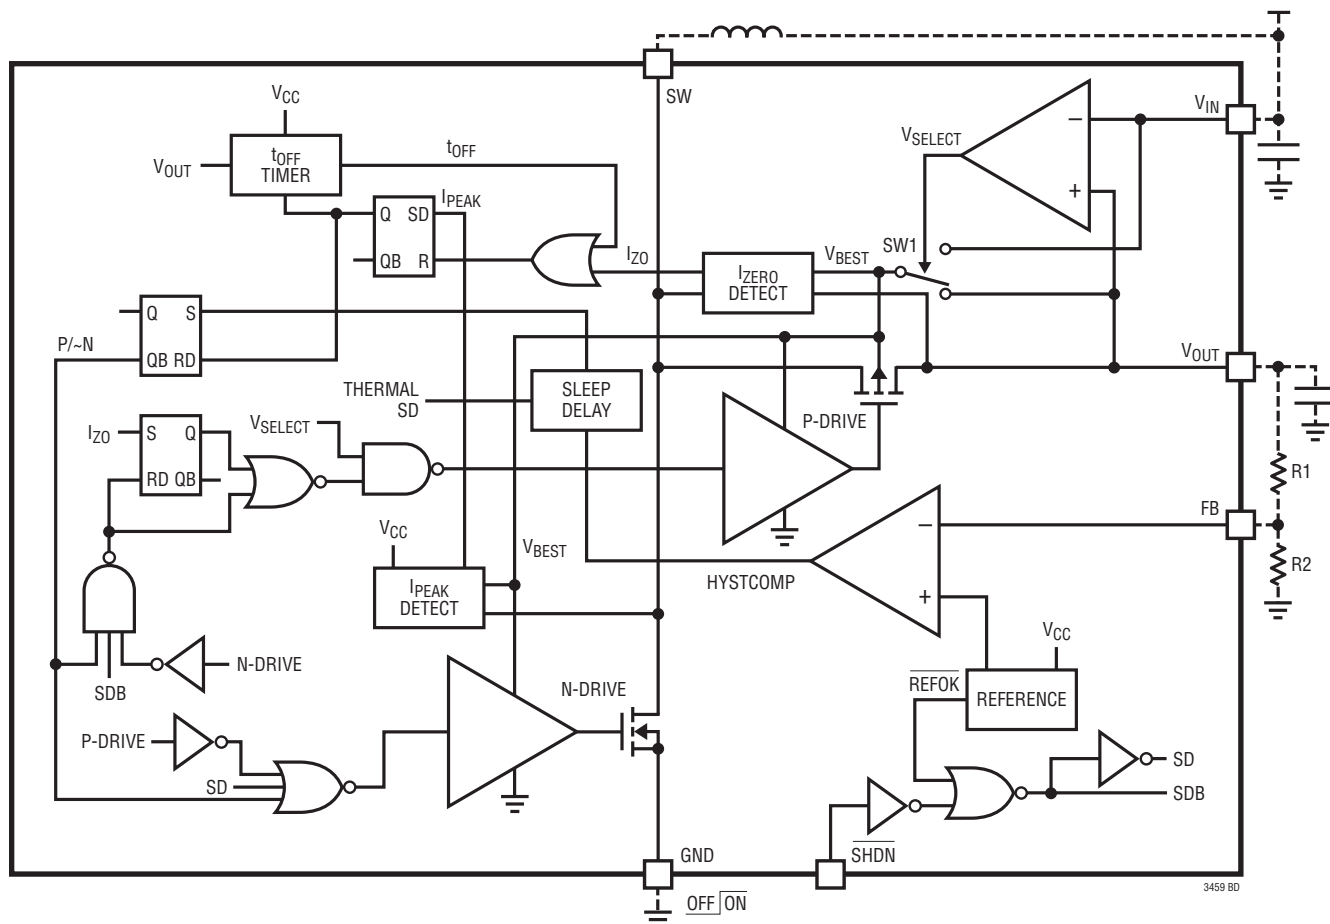 SW
VCC
VIN
VOUT
tOFF
TIMER
tOFF
VSELECT
−
+
IPEAK
Q SD
QB R
IZO
IZERO
DETECT
VBEST
SW1
Q S
QB RD
P/~N
THERMAL
SD
SLEEP
DELAY
VOUT
P-DRIVE
IZO
S Q
RD QB
VSELECT
R1
FB
VCC
VBEST
IPEAK
DETECT
HYSTCOMP
−
+
R2
SDB
N-DRIVE
N-DRIVE
VCC
REFOK
REFERENCE
P-DRIVE
SD
SD
SDB
GND
SHDN
OFF ON
3459 BD